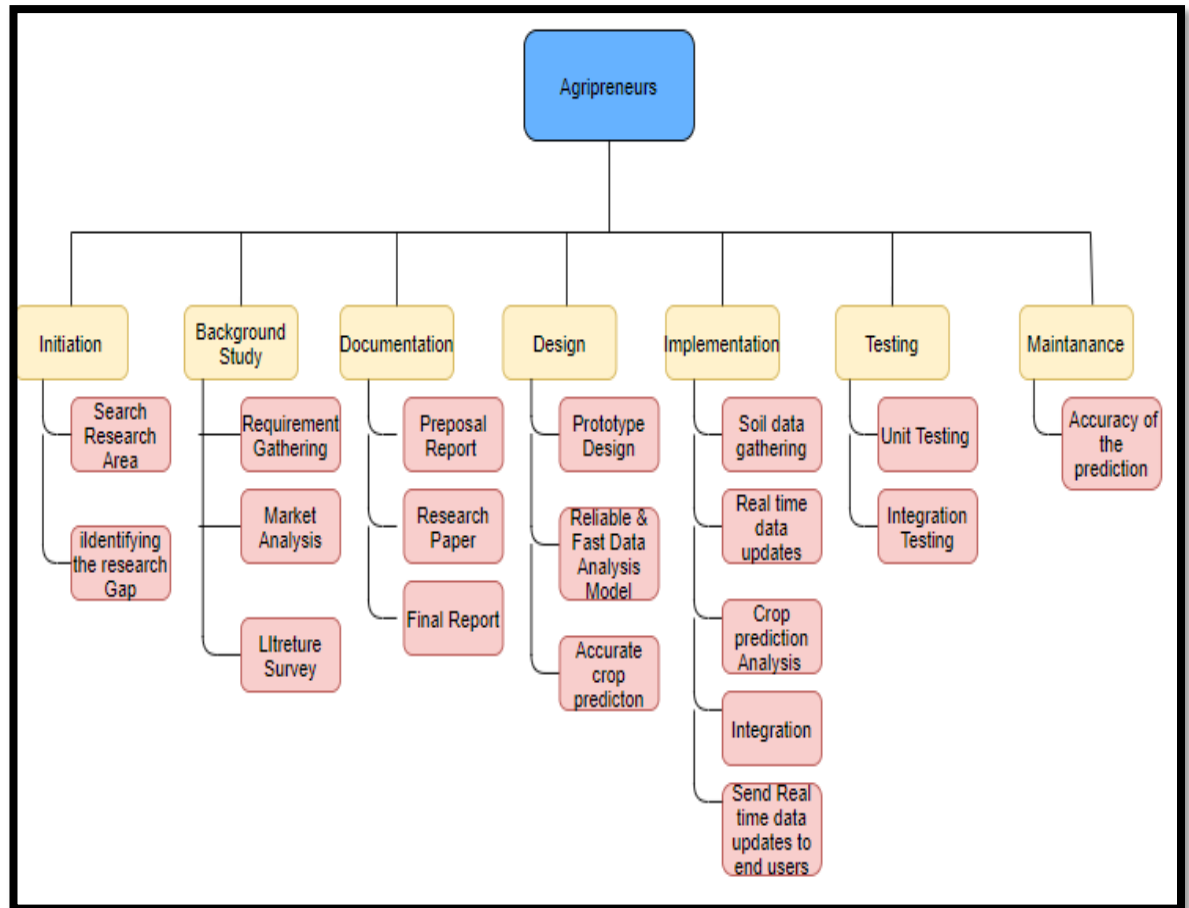 Agripreneurs
Initiation
Search
Research
Area
iIdentifying
the research
Gap
Background
Study
Requirement
Gathering
Market
Analysis
LItreture
Survey
Documentation
Preposal
Report
Research
Paper
Final Report
Design
Prototype
Design
Reliable &
Fast Data
Analysis
Model
Accurate
crop
predicton
Implementation
Soil data
gathering
Real time
data
updates
Crop
prediction
Analysis
Integration
Send Real
time data
updates to
end users
Testing
Unit Testing
Integration
Testing
Maintanance
Accuracy of
the
prediction